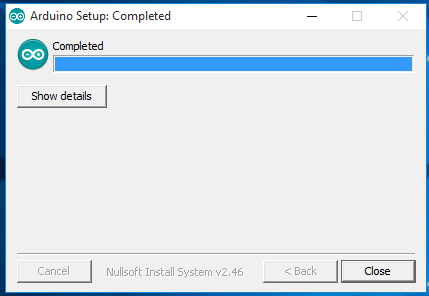 Arduino Setup: Completed
Completed
Show details
Cancel
Nullsoft Install System v2.46
< Back
Close